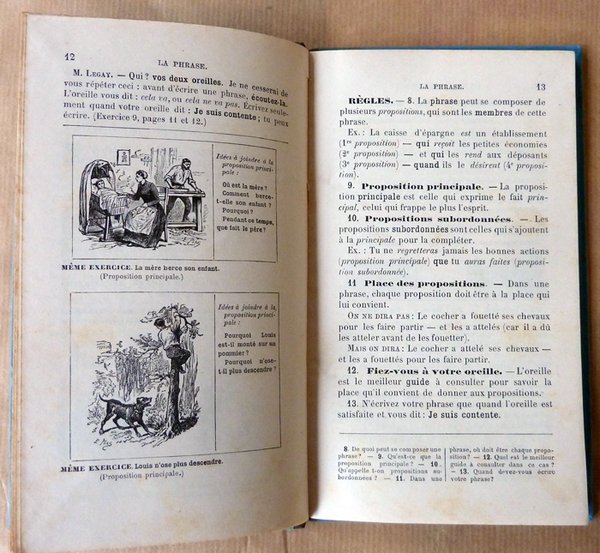 12
LA PHRASE.
M. LEGAY. — Qui? vos deux oreilles. Je ne cesserai de
vous répéter ceci : avant d'écrire une phrase, écoutez-la.
L'oreille vous dit : cela va, ou cela ne va pas. Écrivez seule-
ment quand votre oreille dit : Je suis contente; tu peux
écrire. (Exercice 9, pages 11 et 12.)
Idées à joindre à la
proposition princi-
pale :
Où est la mère?
Comment berce-
t-elle son enfant?
Pourquoi?
Pendant ce temps,
que fait le père?
MÊME EXERCICE. La mère berce son enfant.
(Proposition principale.)
Idées à joindre à la
proposition princi-
pale :
Pourquoi Louis
est-il monté sur un
pommier?
Pourquoi n'ose-
t-il plus descendre?
MÊME EXERCICE. Louis n'ose plus descendre.
(Proposition principale.)
LA PHRASE.
13
RÈGLES. — 8. La phrase peut se composer de
plusieurs propositions, qui sont les membres de cette
phrase.
Ex. : La caisse d'épargne est un établissement
(1re proposition) — qui reçoit les petites économies
(2e proposition) — et qui les rend aux déposants
(3e proposition) — quand ils le désirent (4e proposition).
9. Proposition principale. — La proposi-
tion principale est celle qui exprime le fait prin-
cipal, celui qui frappe le plus l'esprit.
10. Propositions subordonnées. — Les
propositions subordonnées sont celles qui s'ajoutent
à la principale pour la compléter.
Ex. : Tu ne regretteras jamais les bonnes actions
(proposition principale) que tu auras faites (proposi-
tion subordonnée).
11 Place des propositions. — Dans une
phrase, chaque proposition doit être à la place qui
lui convient.
ON NE DIRA PAS : Le cocher a fouetté ses chevaux
pour les faire partir — et les a attelés (car il a dû
les atteler avant de les fouetter).
MAIS ON DIRA : Le cocher a attelé ses chevaux —
et les a fouettés pour les faire partir.
12. Fiez-vous à votre oreille. — L'oreille
est le meilleur guide à consulter pour savoir la
place qu'il convient de donner aux propositions.
13. N'écrivez votre phrase que quand l'oreille est
satisfaite et vous dit : Je suis contente.
8. De quoi peut se composer une
phrase? — 9. Qu'est-ce que la
proposition principale? — 10.
Qu'appelle-t-on propositions su-
bordonnées? — 11. Dans une
phrase, où doit être chaque propo-
sition? — 12. Quel est le meilleur
guide à consulter dans ce cas?
— 13. Quand devez-vous écrire
votre phrase?